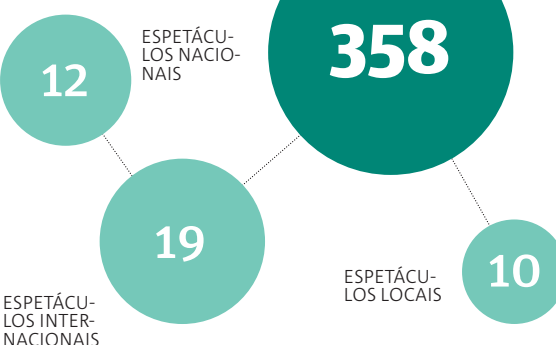 12
ESPETÁCU-
LOS NACIO-
NAIS
358
19
ESPETÁCU-
LOS INTER-
NACIONAIS
ESPETÁCU-
LOS LOCAIS
10